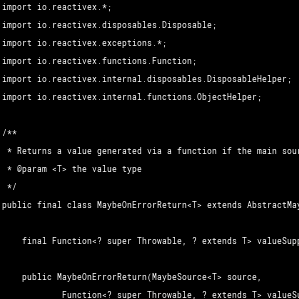 import io.reactivex.*;
import io.reactivex.disposables.Disposable;
import io.reactivex.exceptions.*;
import io.reactivex.functions.Function;
import io.reactivex.internal.disposables.DisposableHelper;
import io.reactivex.internal.functions.ObjectHelper;
/**
* Returns a value generated via a function if the main sour
* @param <T> the value type
*/
public final class MaybeOnErrorReturn<T> extends AbstractMay
final Function<? super Throwable, ? extends T> valueSupp
public MaybeOnErrorReturn(MaybeSource<T> source,
Function<? super Throwable, ? extends T> valueSu